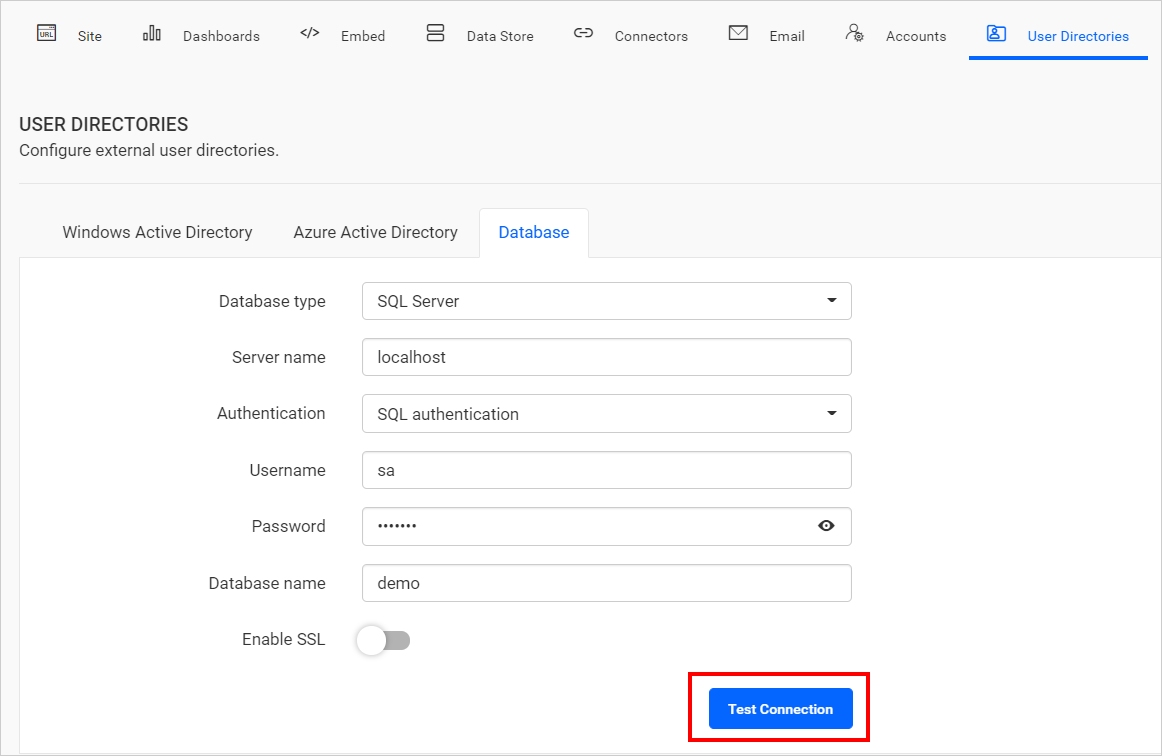 URL Site Dashboards </> Embed Data Store Connectors Email Accounts User Directories
USER DIRECTORIES
Configure external user directories.
Windows Active Directory Azure Active Directory Database
Database type SQL Server
Server name localhost
Authentication SQL authentication
Username sa
Password •••••••
Database name demo
Enable SSL
Test Connection